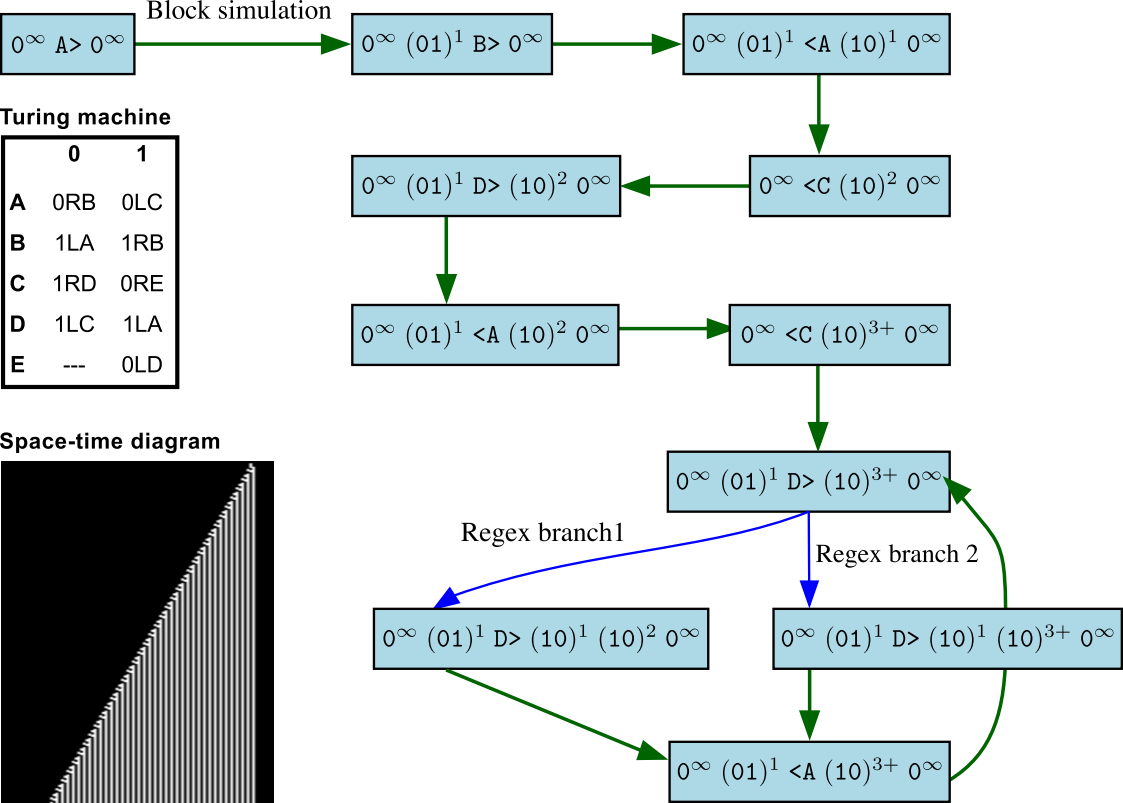 Block simulation
0^∞ A> 0^∞
0^∞ (01)^1 B> 0^∞
0^∞ (01)^1 <A (10)^1 0^∞
Turing machine
0 1
A 0RB 0LC
B 1LA 1RB
C 1RD 0RE
D 1LC 1LA
E --- 0LD
0^∞ (01)^1 D> (10)^2 0^∞
0^∞ <C (10)^2 0^∞
0^∞ (01)^1 <A (10)^2 0^∞
0^∞ <C (10)^3+ 0^∞
Space-time diagram
0^∞ (01)^1 D> (10)^3+ 0^∞
Regex branch1
Regex branch 2
0^∞ (01)^1 D> (10)^1 (10)^2 0^∞
0^∞ (01)^1 D> (10)^1 (10)^3+ 0^∞
0^∞ (01)^1 <A (10)^3+ 0^∞